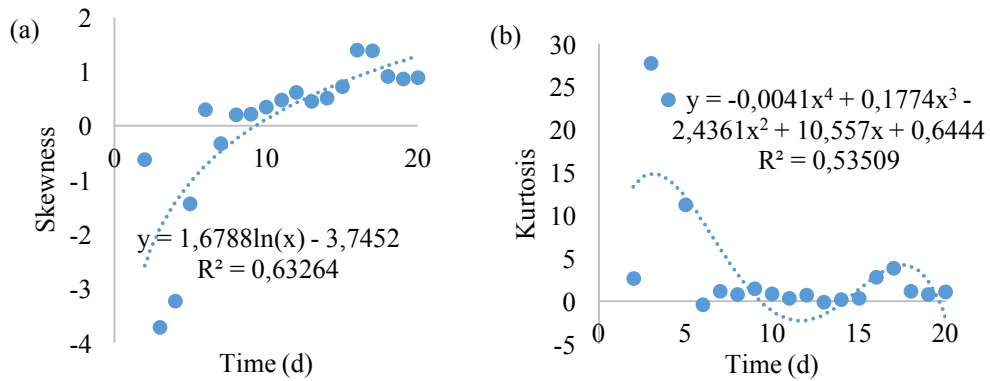 (a)
2
1
0
-1
-2
-3
-4
0
10
20
Skewness
Time (d)
y = 1,6788ln(x) - 3,7452
R² = 0,63264
(b)
30
25
20
15
10
5
0
-5
0
5
10
15
20
Kurtosis
Time (d)
y = -0,0041x⁴ + 0,1774x³ -
2,4361x² + 10,557x + 0,6444
R² = 0,53509